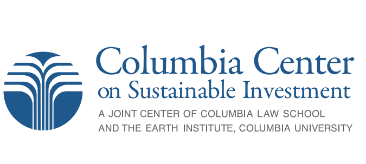 Columbia Center
on Sustainable Investment
A JOINT CENTER OF COLUMBIA LAW SCHOOL
AND THE EARTH INSTITUTE, COLUMBIA UNIVERSITY